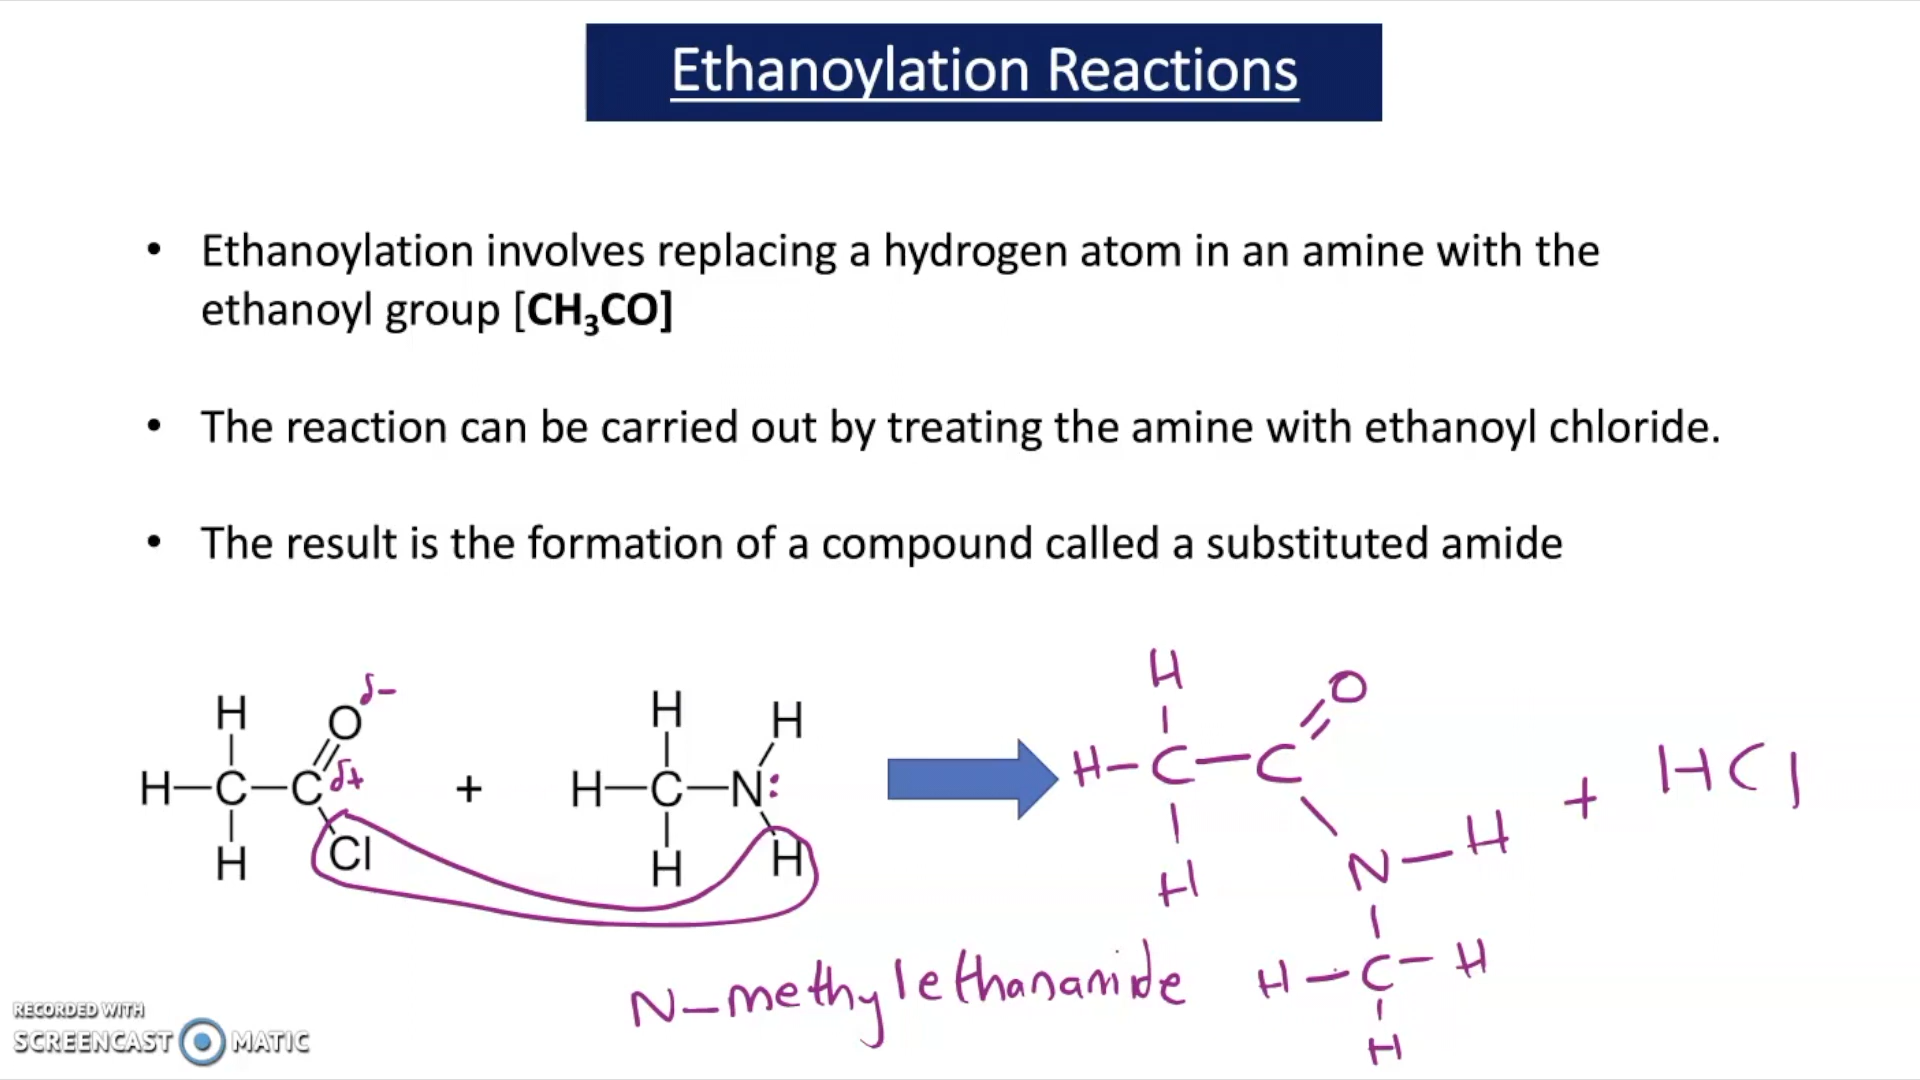 Ethanoylation Reactions
• Ethanoylation involves replacing a hydrogen atom in an amine with the
ethanoyl group [CH₃CO]
• The reaction can be carried out by treating the amine with ethanoyl chloride.
• The result is the formation of a compound called a substituted amide
H O δ-
H-C-C δ+
H Cl
+
H H
H-C-N:
H H
H O
H-C-C
H N-H
H-C-H
H
+ HCl
N-methylethanamide
RECORDED WITH
SCREENCAST MATIC